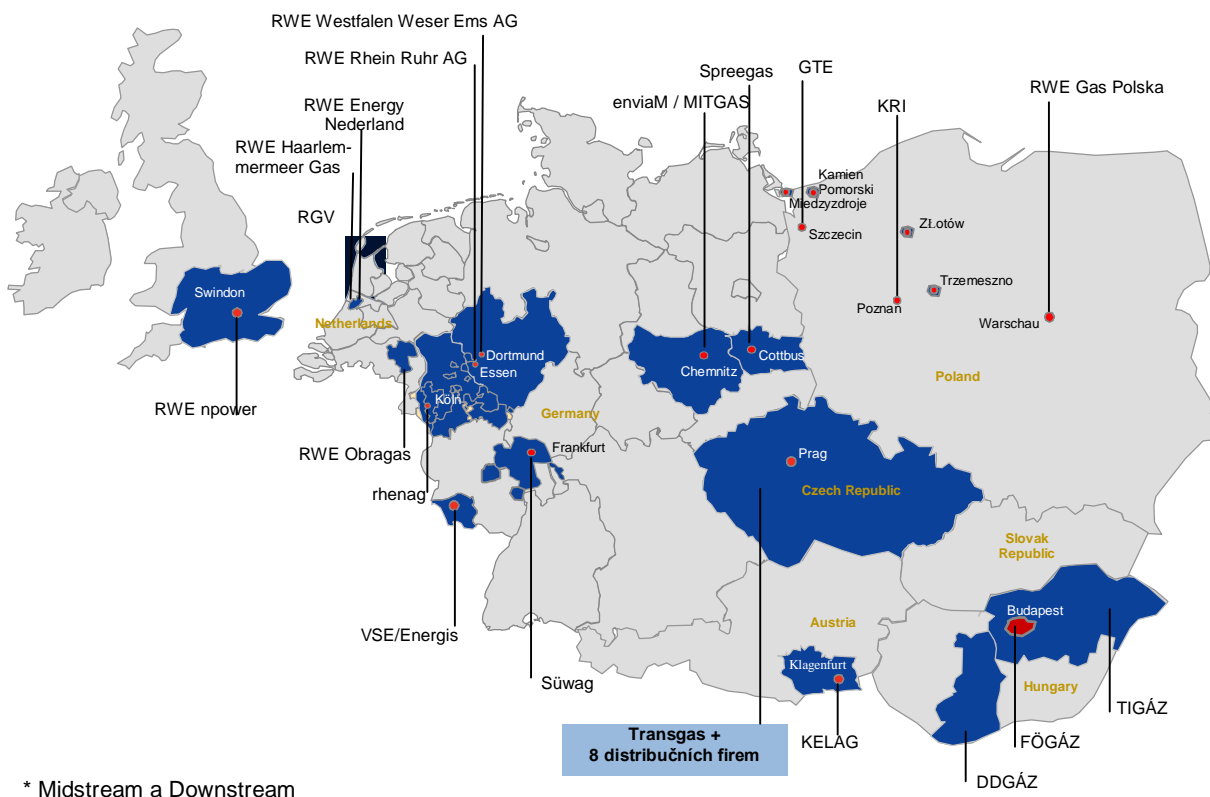 RWE Westfalen Weser Ems AG
RWE Rhein Ruhr AG
RWE Energy
Nederland
RWE Haarlem-
mermeer Gas
RGV
Spreegas
enviaM / MITGAS
GTE
KRI
RWE Gas Polska
Kamien
Pomorski
Miedzyzdroje
Szczecin
ZŁotów
Trzemeszno
Poznan
Warschau
Swindon
Netherlands
Dortmund
Essen
Cottbus
Chemnitz
Poland
Köln
Germany
RWE npower
RWE Obragas
Frankfurt
Prag
Czech Republic
rhenag
Slovak
Republic
Budapest
VSE/Energis
Austria
Klagenfurt
Süwag
Hungary
TIGÁZ
Transgas +
8 distribučních firem
KELAG
FÖGÁZ
DDGÁZ
* Midstream a Downstream